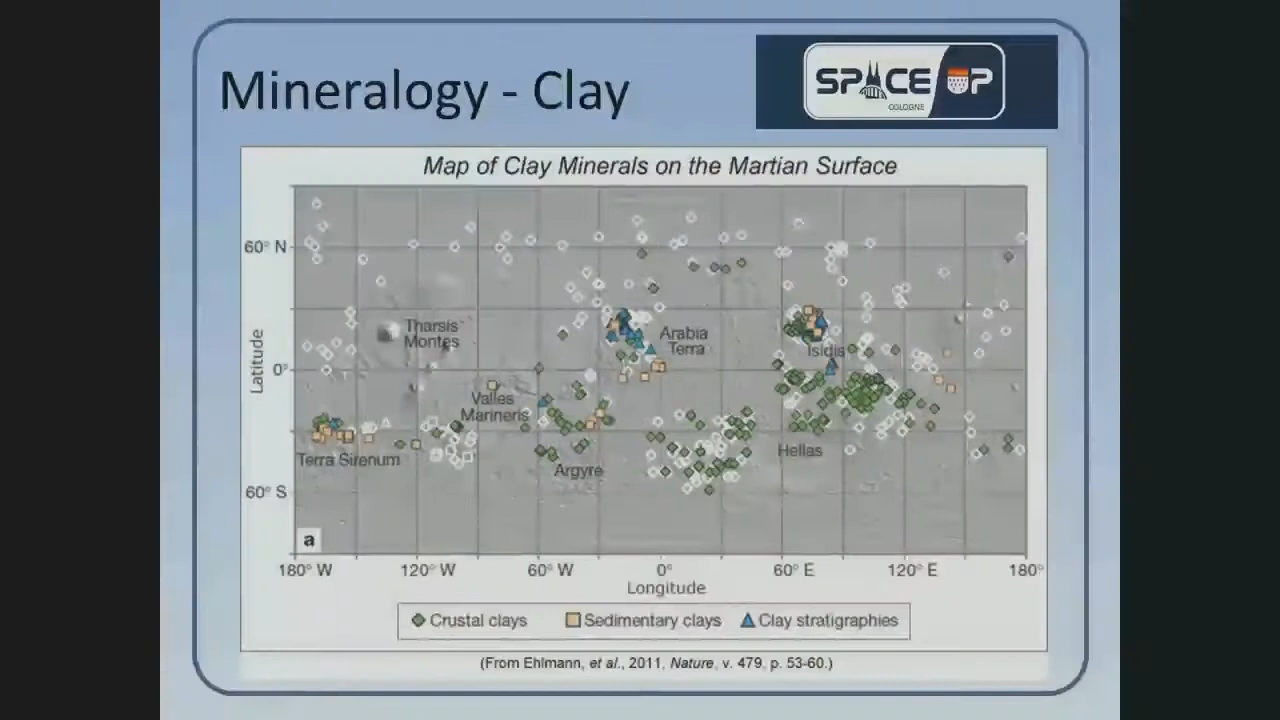 Mineralogy - Clay
SPACE UP
COLOGNE
Map of Clay Minerals on the Martian Surface
60° N
0°
60° S
Latitude
Tharsis
Montes
Arabia
Terra
Isidis
Valles
Marineris
Terra Sirenum
Argyre
Hellas
a
180° W
120° W
60° W
0°
60° E
120° E
180°
Longitude
Crustal clays
Sedimentary clays
Clay stratigraphies
(From Ehlmann, et al., 2011, Nature, v. 479, p. 53-60.)